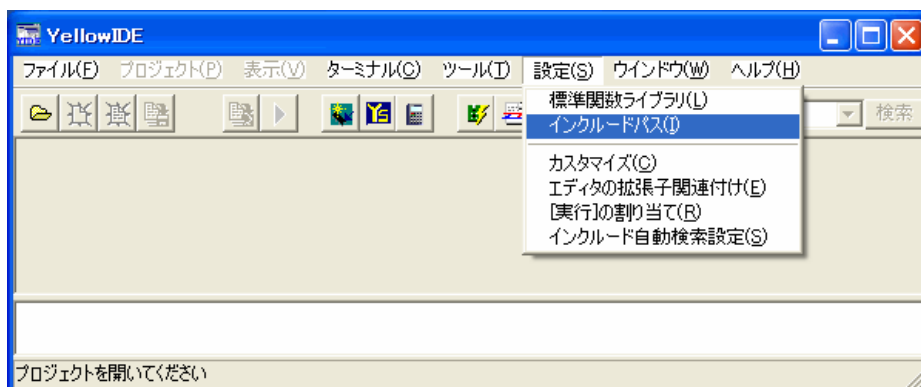 YellowIDE
ファイル(F) プロジェクト(P) 表示(V) ターミナル(C) ツール(T) 設定(S) ウインドウ(W) ヘルプ(H)
標準関数ライブラリ(L)
検索
インクルードパス(I)
カスタマイズ(C)
エディタの拡張子関連付け(E)
[実行]の割り当て(R)
インクルード自動検索設定(S)
プロジェクトを開いてください